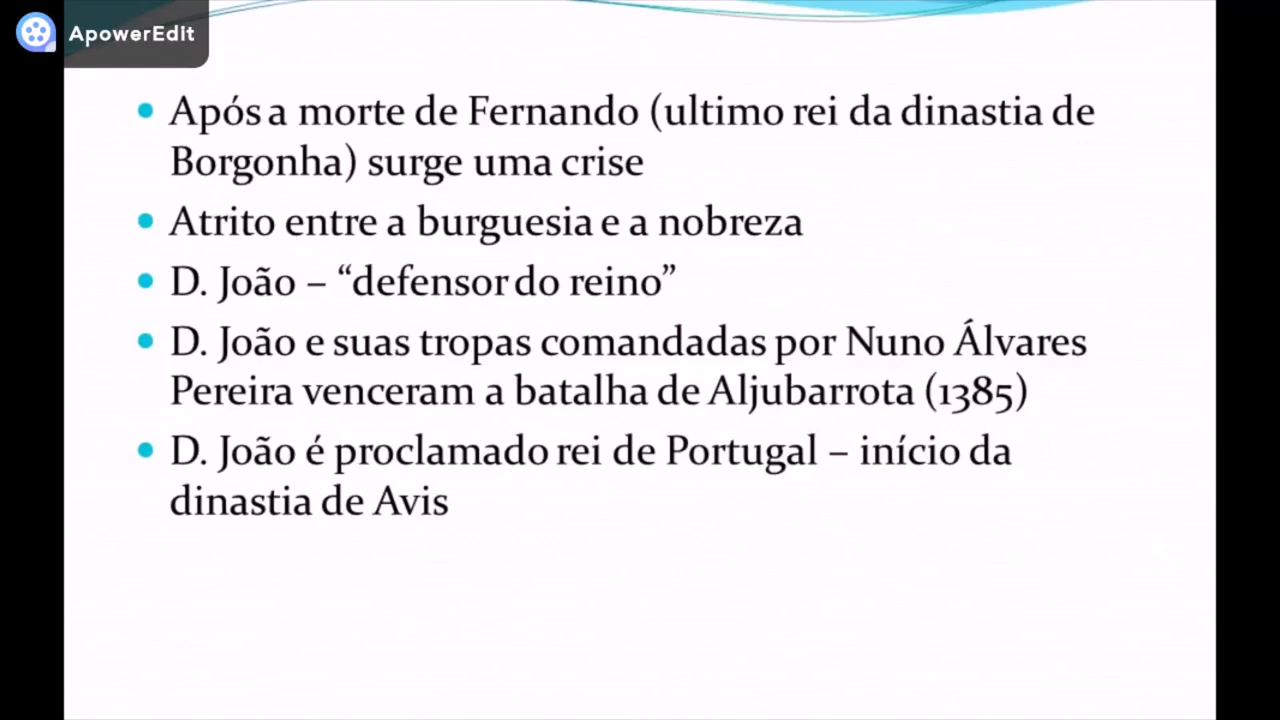 ApowerEdit
• Após a morte de Fernando (ultimo rei da dinastia de
Borgonha) surge uma crise
• Atrito entre a burguesia e a nobreza
• D. João – “defensor do reino”
• D. João e suas tropas comandadas por Nuno Álvares
Pereira venceram a batalha de Aljubarrota (1385)
• D. João é proclamado rei de Portugal – início da
dinastia de Avis